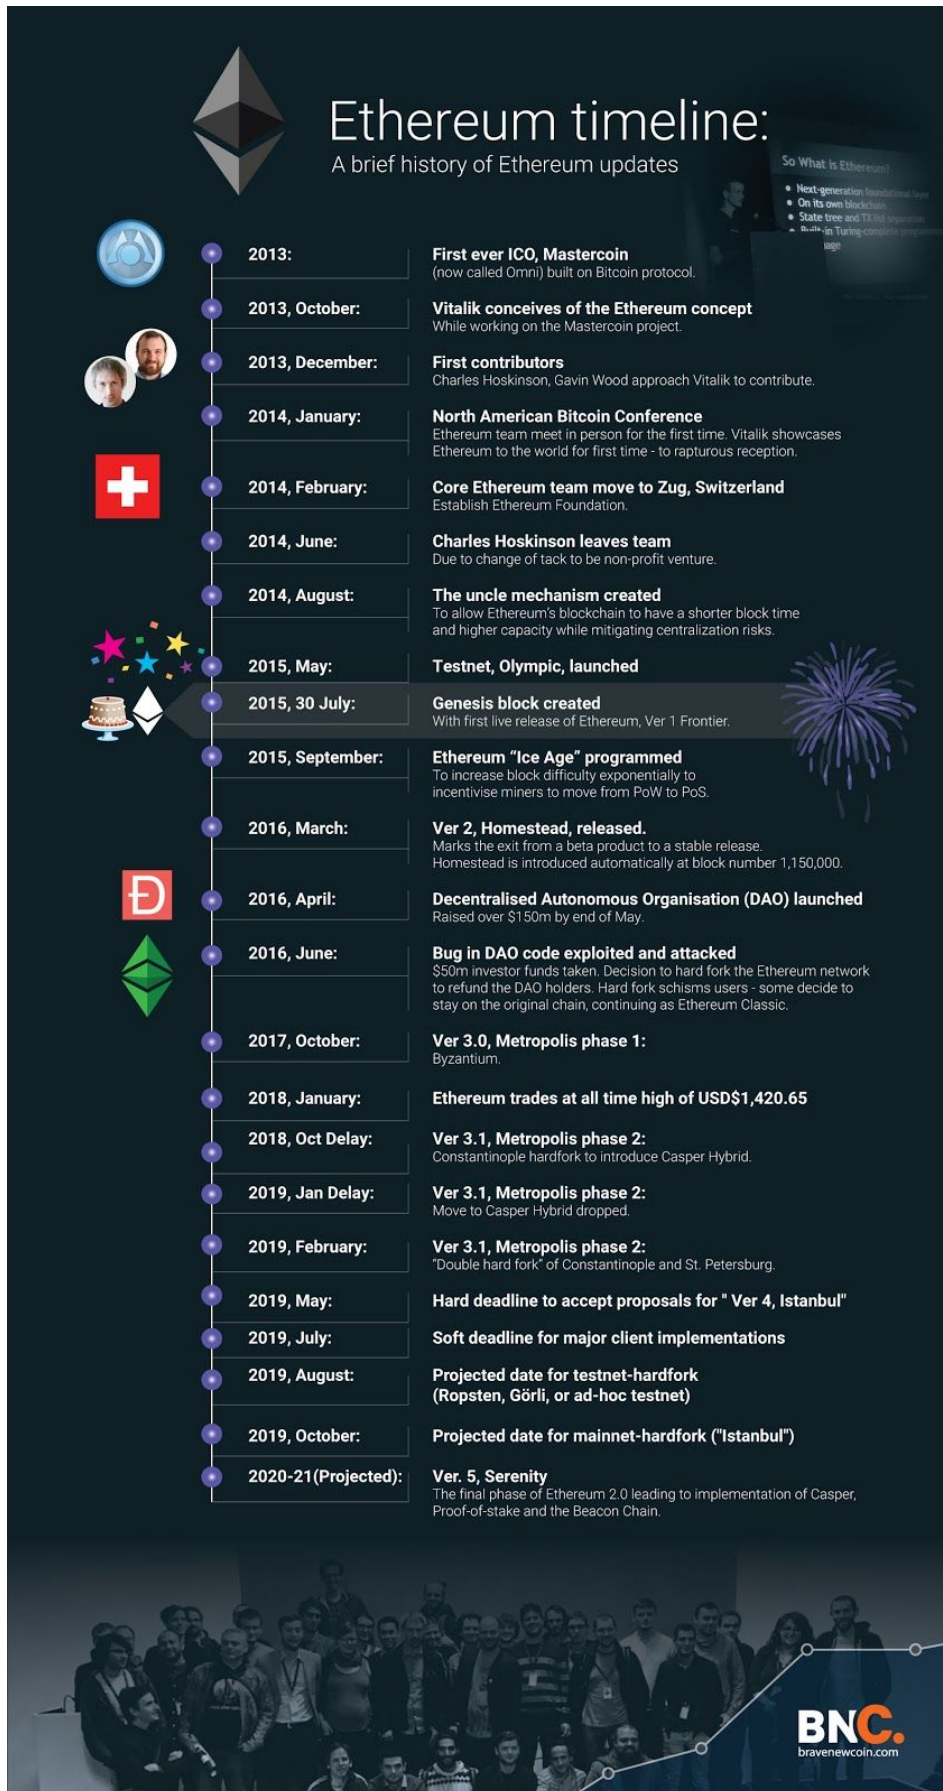 Ethereum timeline:
A brief history of Ethereum updates
So What is Ethereum?
• Next-generation foundational layer
• On its own blockchain
• State tree and TX list separation
• Built-in Turing-complete programming
2013:
First ever ICO, Mastercoin
(now called Omni) built on Bitcoin protocol.
2013, October:
Vitalik conceives of the Ethereum concept
While working on the Mastercoin project.
2013, December:
First contributors
Charles Hoskinson, Gavin Wood approach Vitalik to contribute.
2014, January:
North American Bitcoin Conference
Ethereum team meet in person for the first time. Vitalik showcases
Ethereum to the world for first time - to rapturous reception.
2014, February:
Core Ethereum team move to Zug, Switzerland
Establish Ethereum Foundation.
2014, June:
Charles Hoskinson leaves team
Due to change of tack to be non-profit venture.
2014, August:
The uncle mechanism created
To allow Ethereum's blockchain to have a shorter block time
and higher capacity while mitigating centralization risks.
2015, May:
Testnet, Olympic, launched
2015, 30 July:
Genesis block created
With first live release of Ethereum, Ver 1 Frontier.
2015, September:
Ethereum “Ice Age” programmed
To increase block difficulty exponentially to
incentivise miners to move from PoW to PoS.
2016, March:
Ver 2, Homestead, released.
Marks the exit from a beta product to a stable release.
Homestead is introduced automatically at block number 1,150,000.
2016, April:
Decentralised Autonomous Organisation (DAO) launched
Raised over $150m by end of May.
2016, June:
Bug in DAO code exploited and attacked
$50m investor funds taken. Decision to hard fork the Ethereum network
to refund the DAO holders. Hard fork schisms users - some decide to
stay on the original chain, continuing as Ethereum Classic.
2017, October:
Ver 3.0, Metropolis phase 1:
Byzantium.
2018, January:
Ethereum trades at all time high of USD$1,420.65
2018, Oct Delay:
Ver 3.1, Metropolis phase 2:
Constantinople hardfork to introduce Casper Hybrid.
2019, Jan Delay:
Ver 3.1, Metropolis phase 2:
Move to Casper Hybrid dropped.
2019, February:
Ver 3.1, Metropolis phase 2:
"Double hard fork" of Constantinople and St. Petersburg.
2019, May:
Hard deadline to accept proposals for " Ver 4, Istanbul"
2019, July:
Soft deadline for major client implementations
2019, August:
Projected date for testnet-hardfork
(Ropsten, Görli, or ad-hoc testnet)
2019, October:
Projected date for mainnet-hardfork ("Istanbul")
2020-21(Projected):
Ver. 5, Serenity
The final phase of Ethereum 2.0 leading to implementation of Casper,
Proof-of-stake and the Beacon Chain.
BNC.
bravenewcoin.com